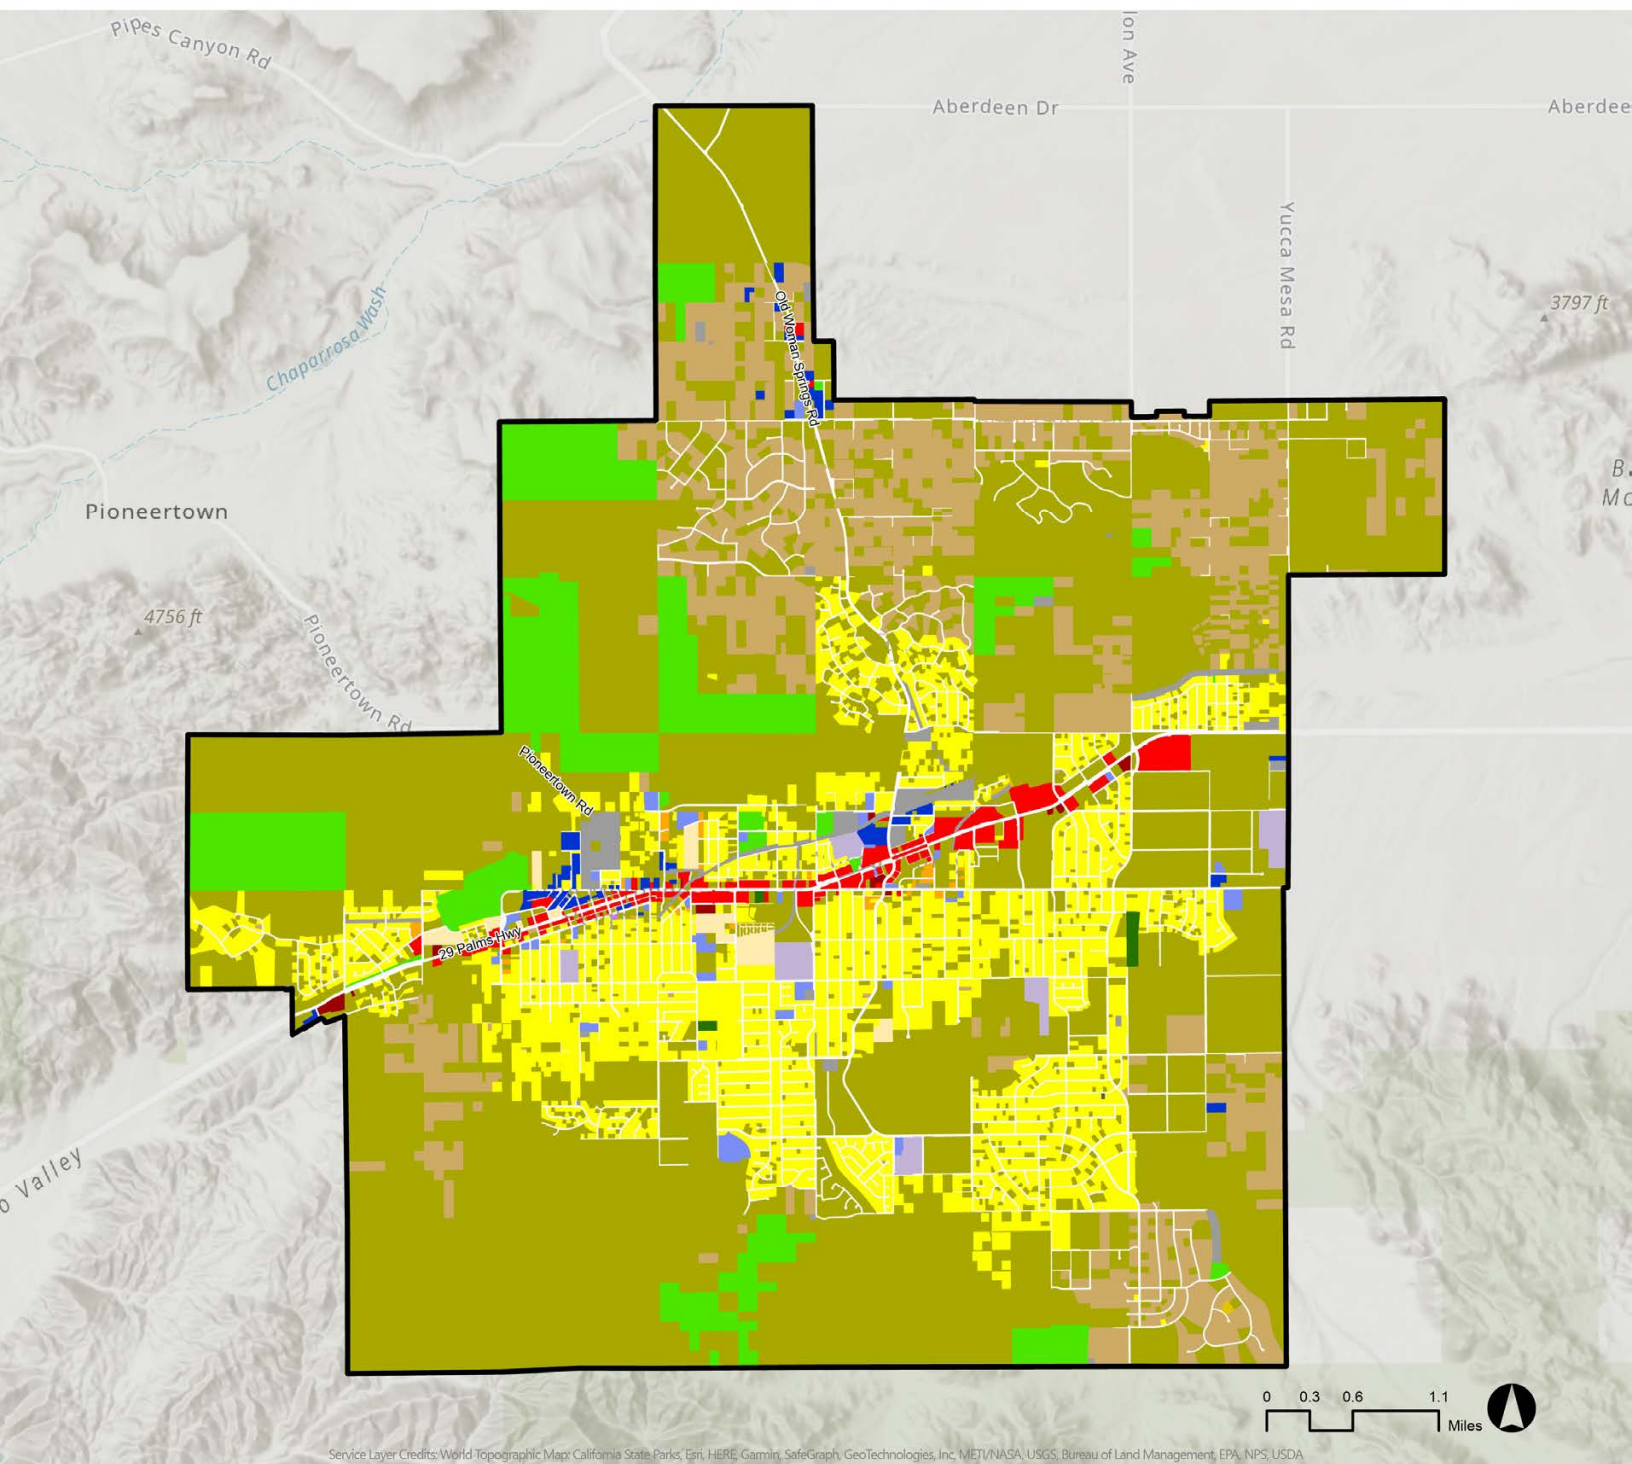 Pipes Canyon Rd
lon Ave
Aberdeen Dr
Aberdee
Yucca Mesa Rd
3797 ft
Chaparrosa Wash
Old Woman Springs Rd
B.
Mo
Pioneertown
4756 ft
Pioneertown Rd
Pioneertown Rd
29 Palms Hwy
o Valley
0 0.3 0.6 1.1
Miles
Service Layer Credits: World Topographic Map: California State Parks, Esri, HERE, Garmin, SafeGraph, GeoTechnologies, Inc, METI/NASA, USGS, Bureau of Land Management, EPA, NPS, USDA